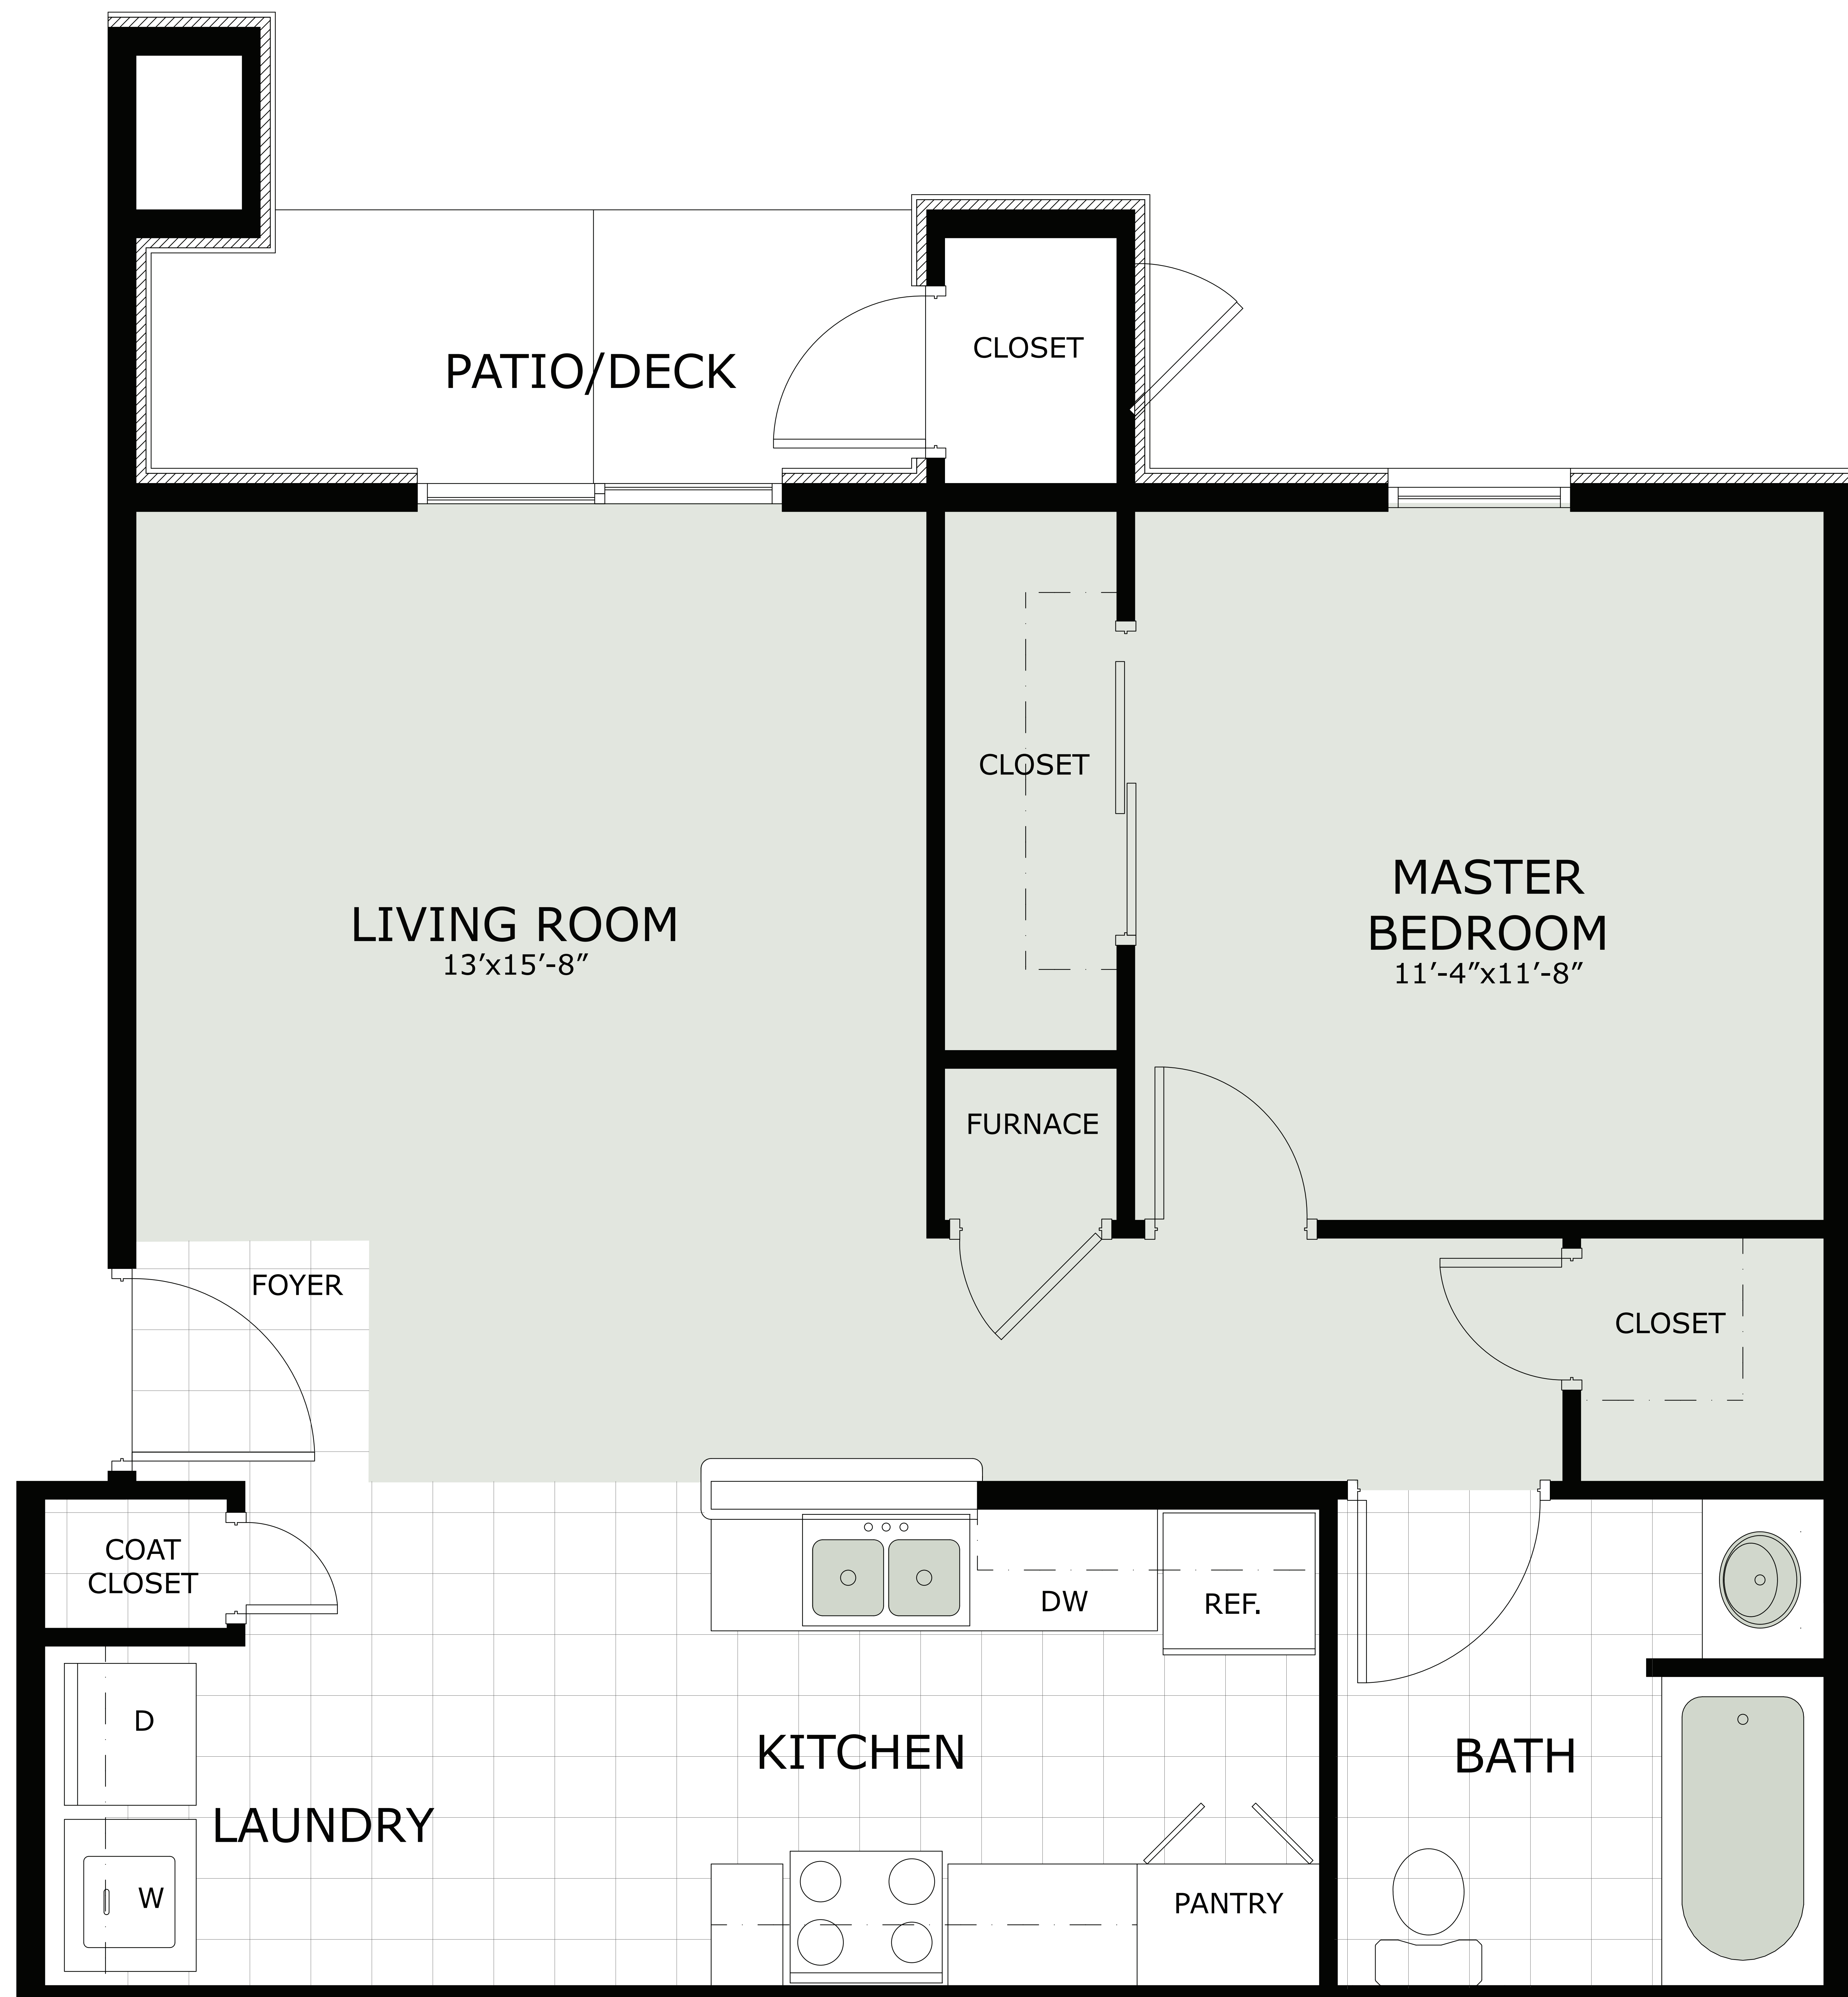 CLOSET
PATIO/DECK
CLOSET
MASTER
BEDROOM
11′-4″x11′-8″
LIVING ROOM
13′x15′-8″
FURNACE
FOYER
CLOSET
COAT
CLOSET
DW
REF.
D
KITCHEN
BATH
LAUNDRY
W
PANTRY